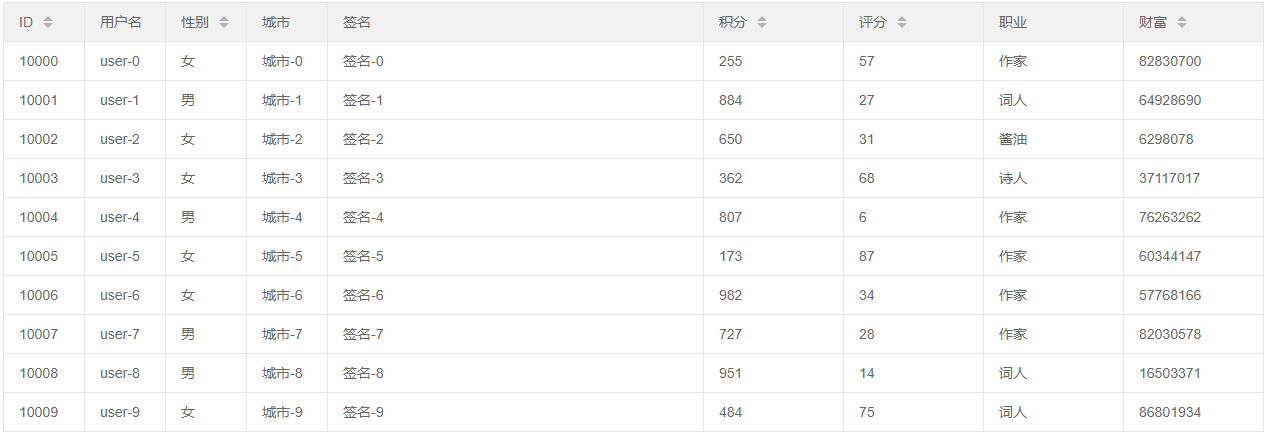 ID 用户名 性别 城市 签名 积分 评分 职业 财富
10000 user-0 女 城市-0 签名-0 255 57 作家 82830700
10001 user-1 男 城市-1 签名-1 884 27 词人 64928690
10002 user-2 女 城市-2 签名-2 650 31 酱油 6298078
10003 user-3 女 城市-3 签名-3 362 68 诗人 37117017
10004 user-4 男 城市-4 签名-4 807 6 作家 76263262
10005 user-5 女 城市-5 签名-5 173 87 作家 60344147
10006 user-6 女 城市-6 签名-6 982 34 作家 57768166
10007 user-7 男 城市-7 签名-7 727 28 作家 82030578
10008 user-8 男 城市-8 签名-8 951 14 词人 16503371
10009 user-9 女 城市-9 签名-9 484 75 词人 86801934